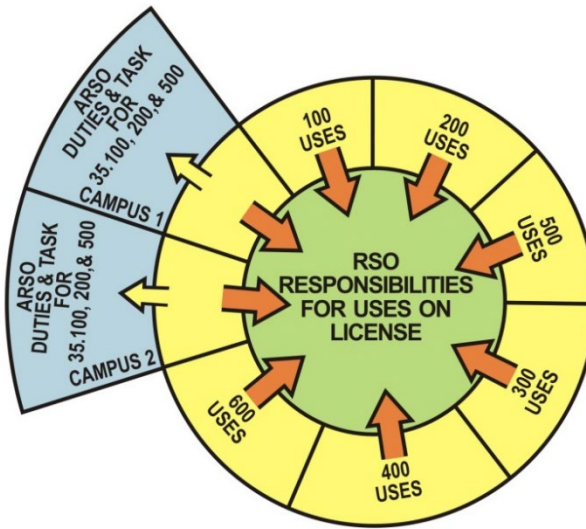 ARSO
DUTIES & TASK
FOR
35.100, 200,& 500
CAMPUS 1
ARSO
DUTIES & TASK
FOR
35.100, 200,& 500
CAMPUS 2
100
USES
200
USES
500
USES
300
USES
400
USES
600
USES
RSO
RESPONSIBILITIES
FOR USES ON
LICENSE